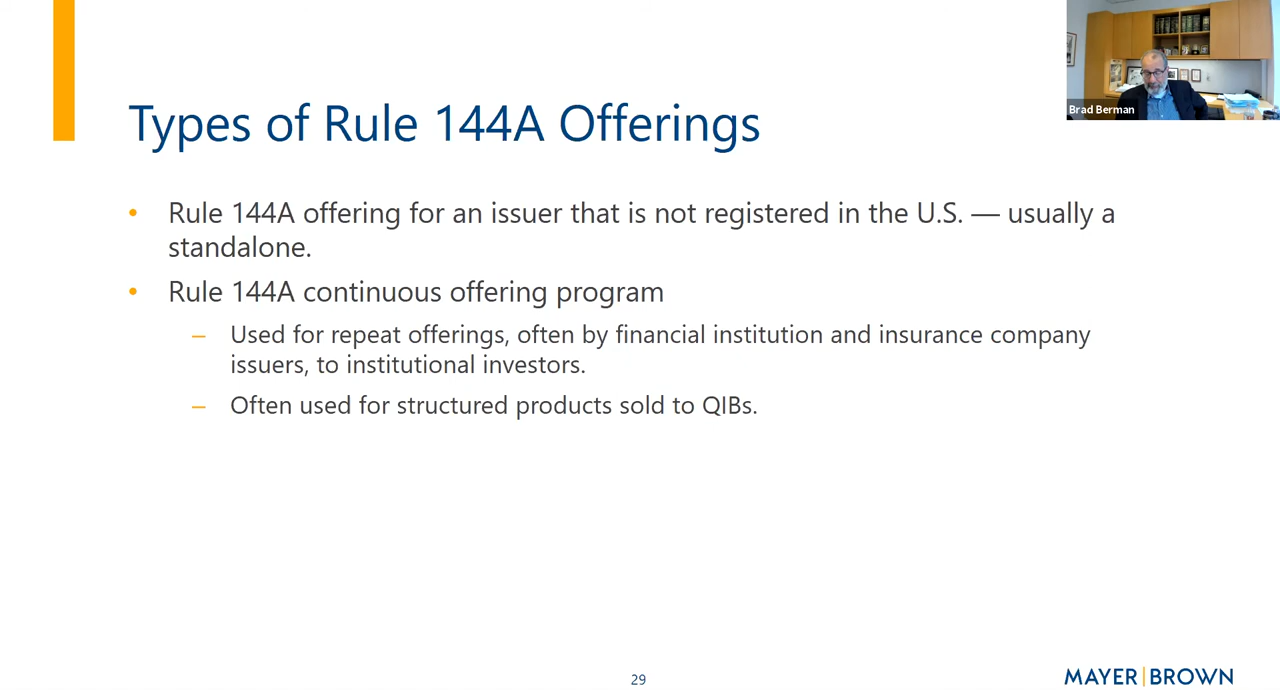 Brad Berman
Types of Rule 144A Offerings
• Rule 144A offering for an issuer that is not registered in the U.S. — usually a
standalone.
• Rule 144A continuous offering program
– Used for repeat offerings, often by financial institution and insurance company
issuers, to institutional investors.
– Often used for structured products sold to QIBs.
29
MAYER|BROWN